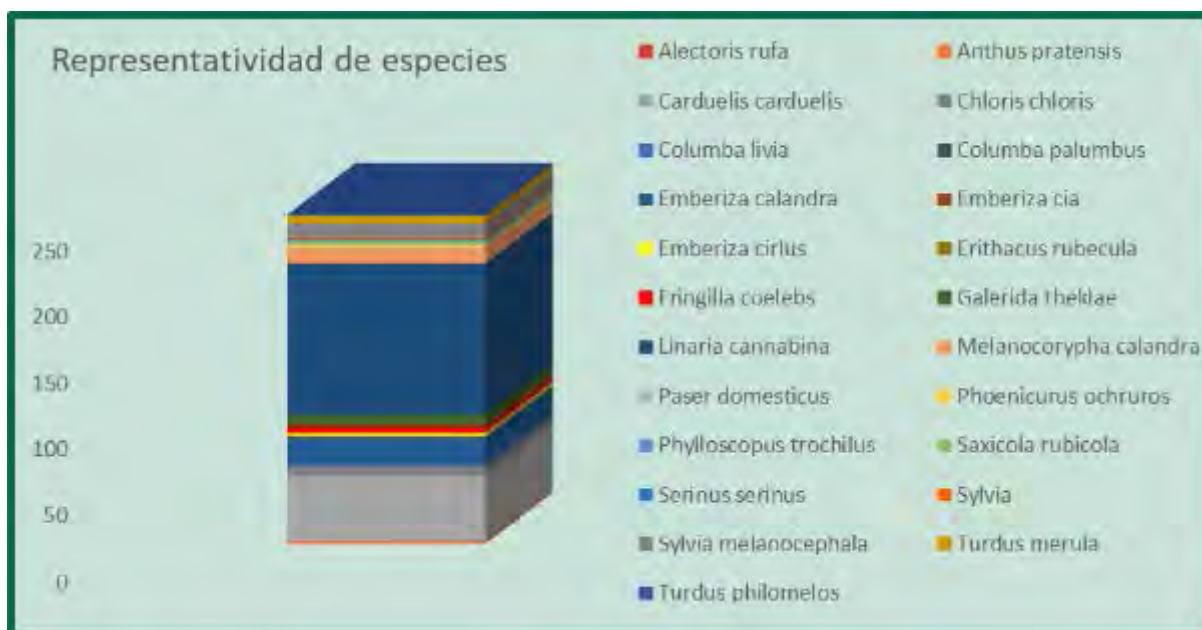 Representatividad de especies
250
200
150
100
50
0
Alectoris rufa
Anthus pratensis
Carduelis carduelis
Chloris chloris
Columba livia
Columba palumbus
Emberiza calandra
Emberiza cia
Emberiza cirlus
Erithacus rubecula
Fringilla coelebs
Galerida theklae
Linaria cannabina
Melanocorypha calandra
Paser domesticus
Phoenicurus ochruros
Phylloscopus trochilus
Saxicola rubicola
Serinus serinus
Sylvia
Sylvia melanocephala
Turdus merula
Turdus philomelos